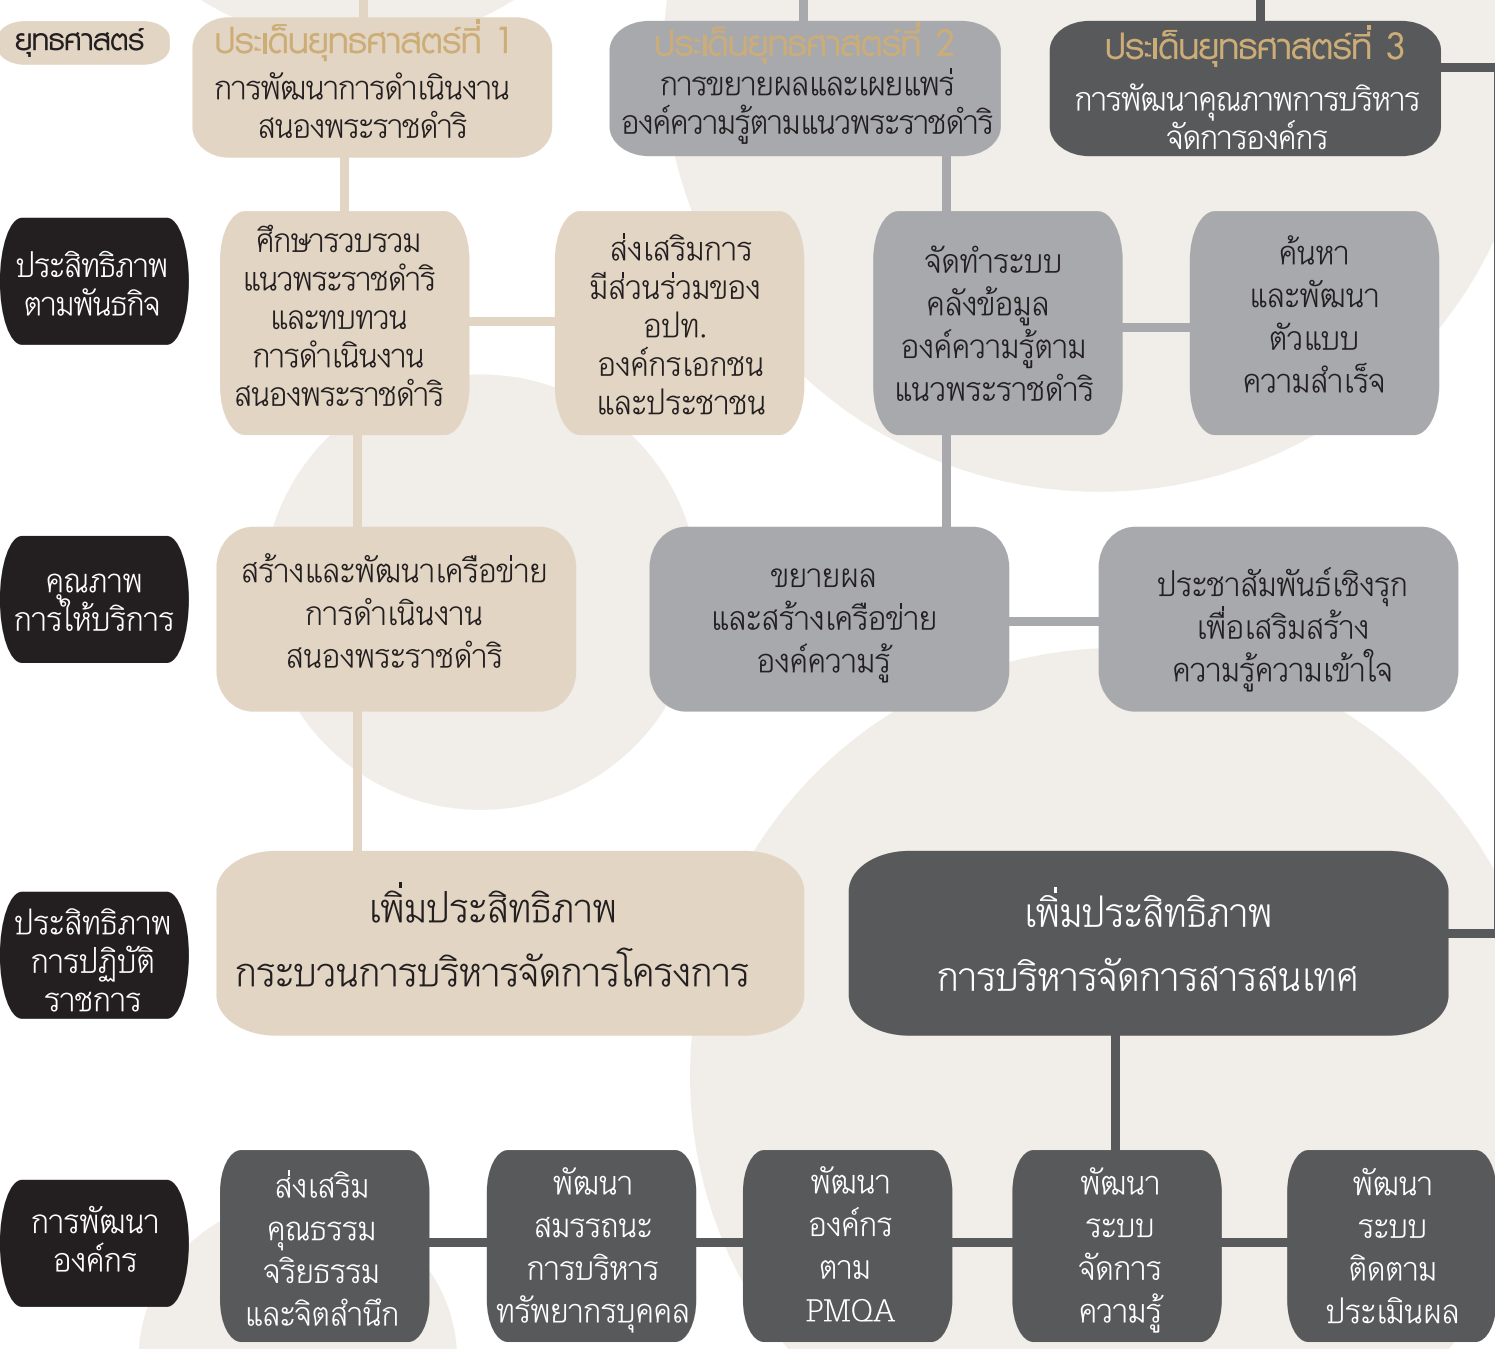 ยุทธศาสตร์
ประเด็นยุทธศาสตร์ที่ 1
การพัฒนาการดำเนินงาน
สนองพระราชดำริ
ประเด็นยุทธศาสตร์ที่ 2
การขยายผลและเผยแพร่
องค์ความรู้ตามแนวพระราชดำริ
ประเด็นยุทธศาสตร์ที่ 3
การพัฒนาคุณภาพการบริหาร
จัดการองค์กร
ประสิทธิภาพ
ตามพันธกิจ
ศึกษารวบรวม
แนวพระราชดำริ
และทบทวน
การดำเนินงาน
สนองพระราชดำริ
ส่งเสริมการ
มีส่วนร่วมของ
อปท.
องค์กรเอกชน
และประชาชน
จัดทำระบบ
คลังข้อมูล
องค์ความรู้ตาม
แนวพระราชดำริ
ค้นหา
และพัฒนา
ตัวแบบ
ความสำเร็จ
คุณภาพ
การให้บริการ
สร้างและพัฒนาเครือข่าย
การดำเนินงาน
สนองพระราชดำริ
ขยายผล
และสร้างเครือข่าย
องค์ความรู้
ประชาสัมพันธ์เชิงรุก
เพื่อเสริมสร้าง
ความรู้ความเข้าใจ
ประสิทธิภาพ
การปฏิบัติ
ราชการ
เพิ่มประสิทธิภาพ
กระบวนการบริหารจัดการโครงการ
เพิ่มประสิทธิภาพ
การบริหารจัดการสารสนเทศ
การพัฒนา
องค์กร
ส่งเสริม
คุณธรรม
จริยธรรม
และจิตสำนึก
พัฒนา
สมรรถนะ
การบริหาร
ทรัพยากรบุคคล
พัฒนา
องค์กร
ตาม
PMQA
พัฒนา
ระบบ
จัดการ
ความรู้
พัฒนา
ระบบ
ติดตาม
ประเมินผล